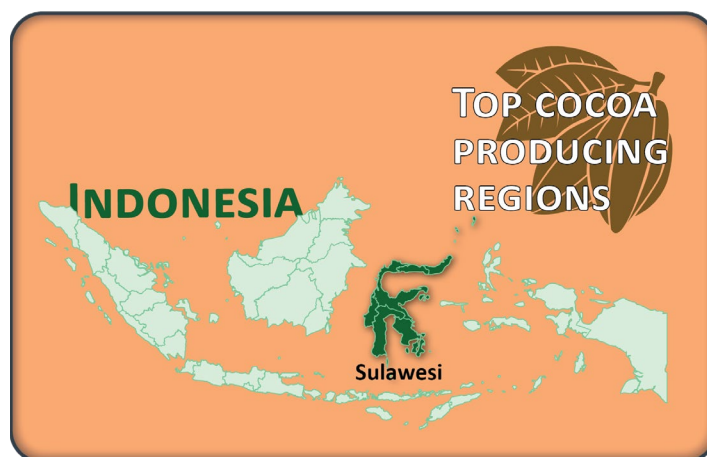 Top cocoa
producing
regions
Indonesia
Sulawesi